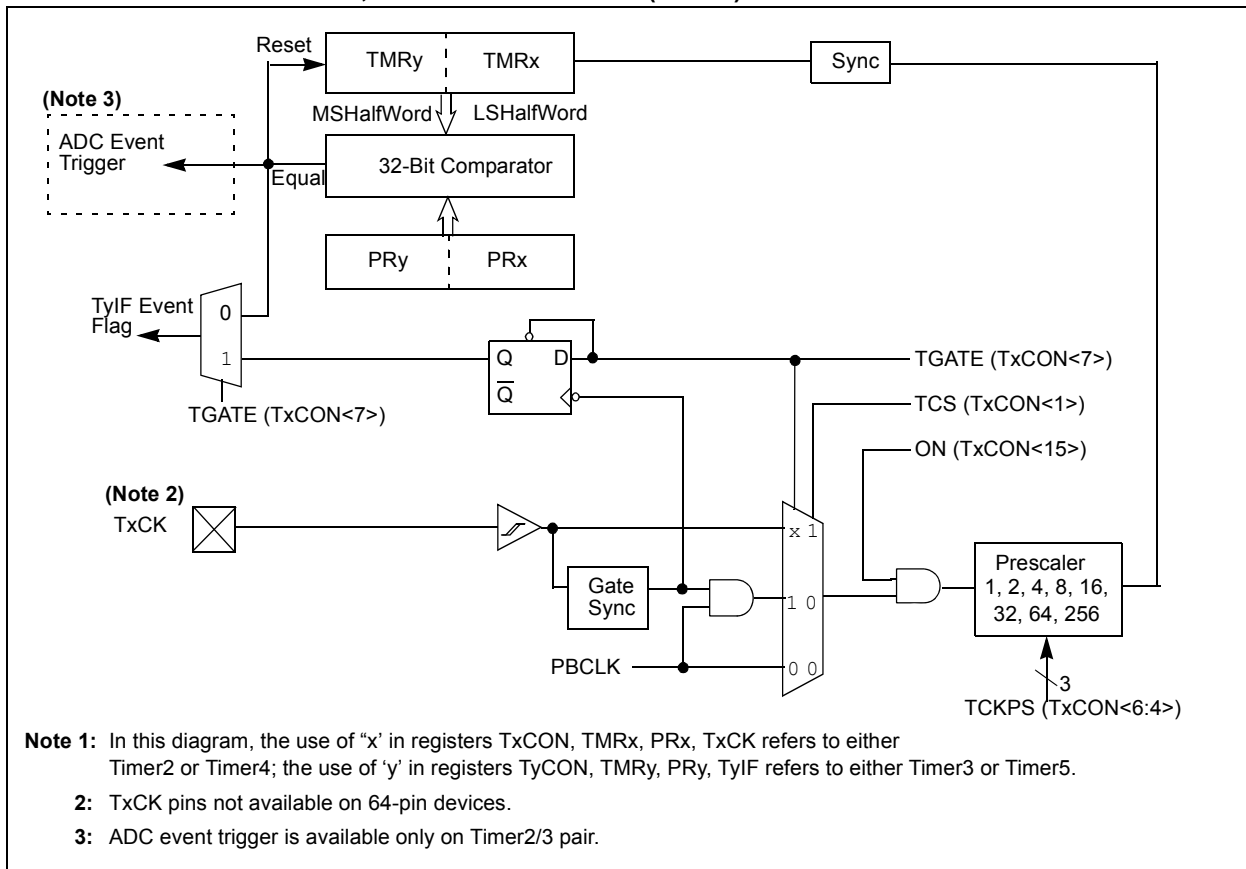 Reset
TMRy TMRx
Sync
(Note 3)
MSHalfWord LSHalfWord
ADC Event
Trigger
Equal
32-Bit Comparator
PRy PRx
TyIF Event
Flag
0
1
Q D
Q
TGATE (TxCON<7>)
TGATE (TxCON<7>)
TCS (TxCON<1>)
ON (TxCON<15>)
(Note 2)
TxCK
x 1
Gate
Sync
1 0
Prescaler
1, 2, 4, 8, 16,
32, 64, 256
PBCLK
0 0
3
TCKPS (TxCON<6:4>)
Note 1: In this diagram, the use of “x’ in registers TxCON, TMRx, PRx, TxCK refers to either
Timer2 or Timer4; the use of ‘y’ in registers TyCON, TMRy, PRy, TyIF refers to either Timer3 or Timer5.
2: TxCK pins not available on 64-pin devices.
3: ADC event trigger is available only on Timer2/3 pair.